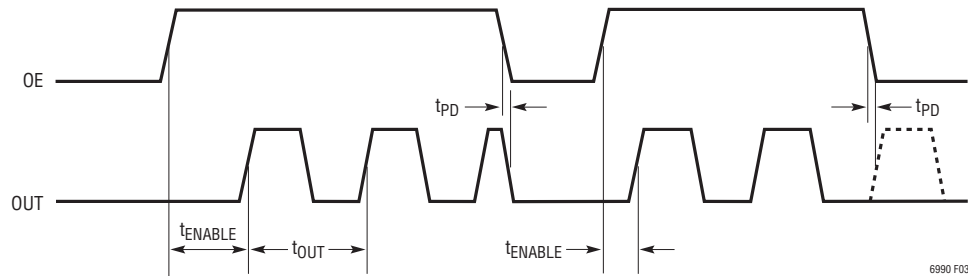 OE
tPD
tPD
OUT
tENABLE
tOUT
tENABLE
6990 F03